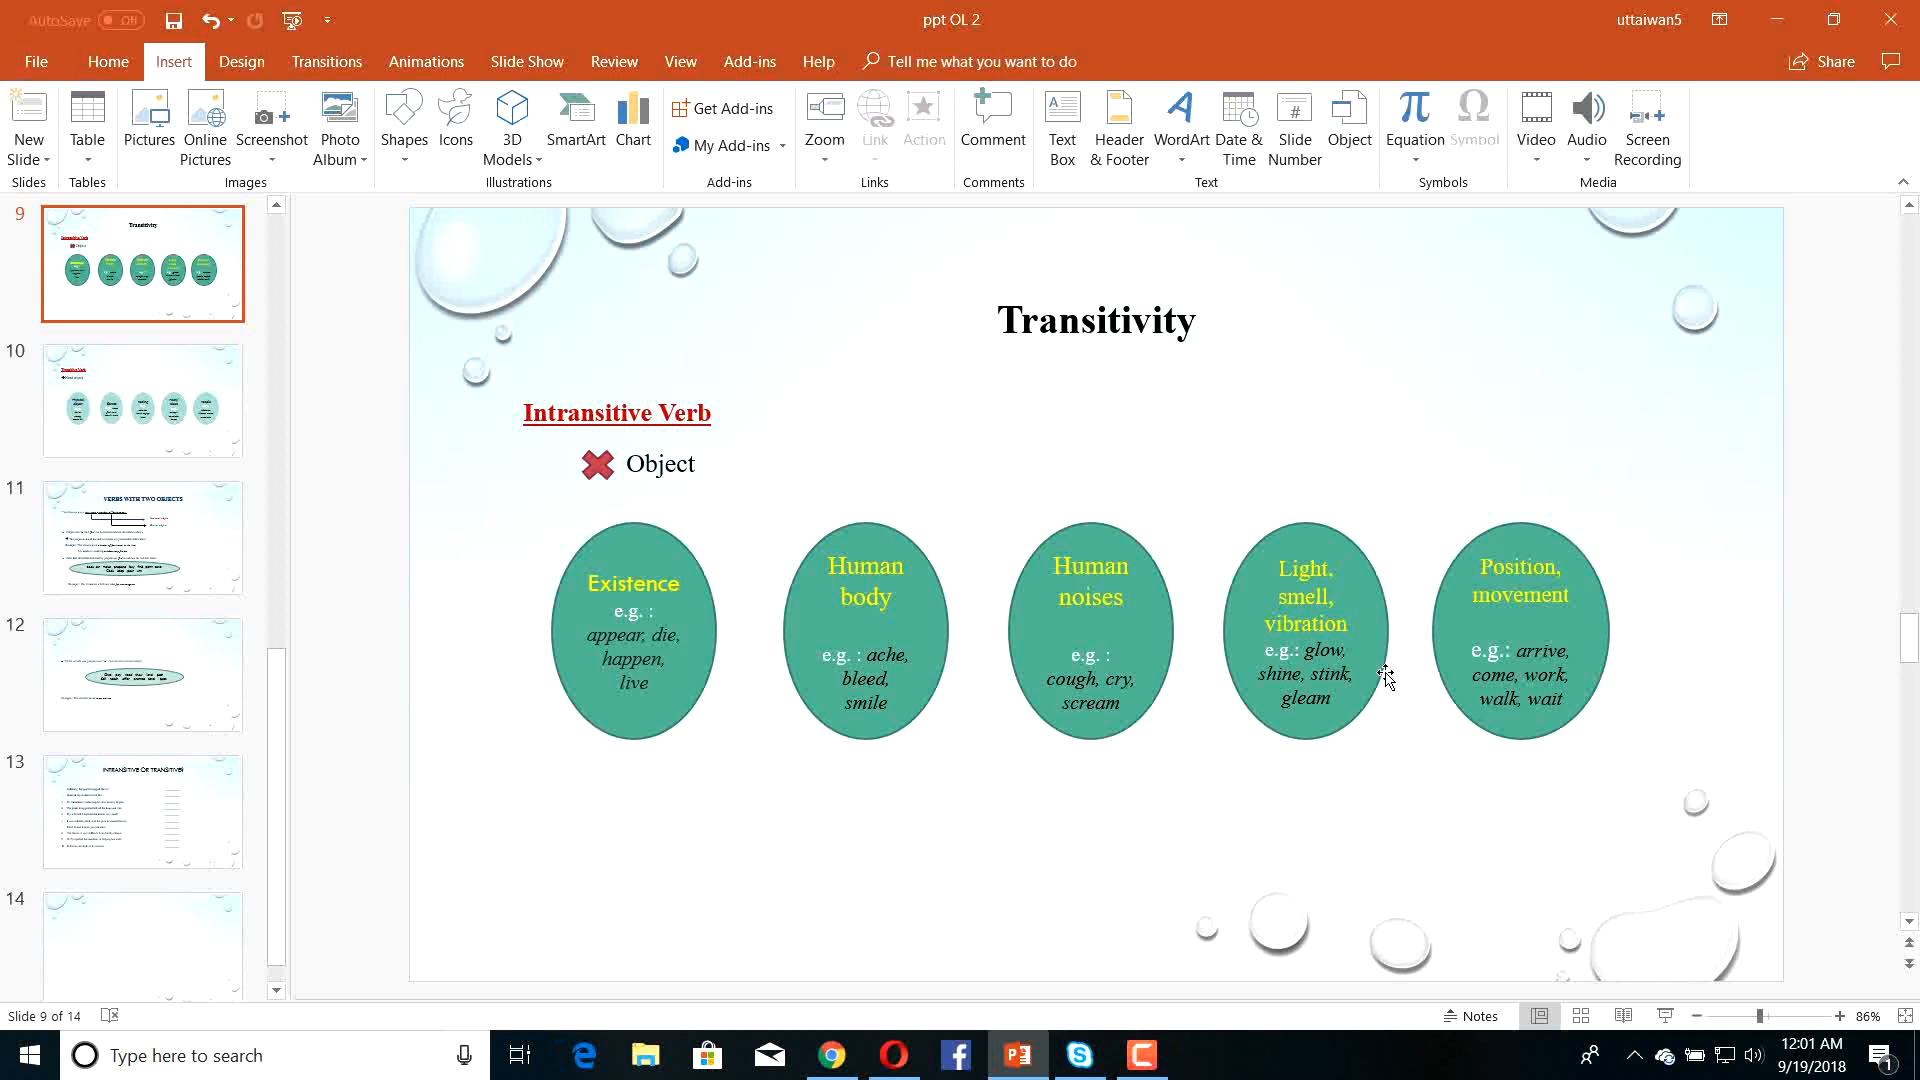 AutoSave Off
ppt OL 2
uttaiwan5
File Home Insert Design Transitions Animations Slide Show Review View Add-ins Help Tell me what you want to do
Share
New Slide
Table
Pictures
Online Pictures
Screenshot
Photo Album
Shapes
Icons
3D Models
SmartArt
Chart
Get Add-ins
My Add-ins
Zoom
Link
Action
Comment
Text Box
Header & Footer
WordArt
Date & Time
Slide Number
Object
Equation
Symbol
Video
Audio
Screen Recording
Slides Tables Images Illustrations Add-ins Links Comments Text Symbols Media
9
Transitivity
10
11
VERBS WITH TWO OBJECTS
12
13
INTRANSITIVE OR TRANSITIVE?
14
Transitivity
Intransitive Verb
Object
Existence
e.g. :
appear, die,
happen,
live
Human
body
e.g. : ache,
bleed,
smile
Human
noises
e.g. :
cough, cry,
scream
Light,
smell,
vibration
e.g.: glow,
shine, stink,
gleam
Position,
movement
e.g.: arrive,
come, work,
walk, wait
Slide 9 of 14
Notes
86%
Type here to search
12:01 AM
9/19/2018
1